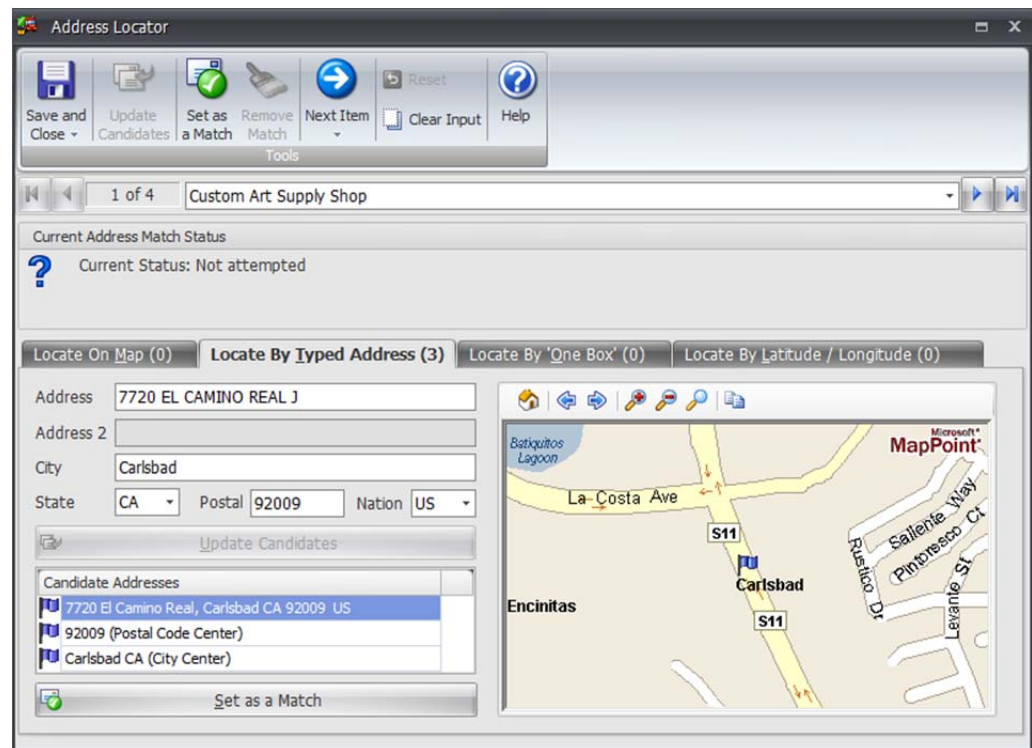 Address Locator
Save and Close
Update Candidates
Set as a Match
Remove Match
Next Item
Reset
Clear Input
Help
Tools
1 of 4
Custom Art Supply Shop
Current Address Match Status
Current Status: Not attempted
Locate On Map (0)
Locate By Typed Address (3)
Locate By 'One Box' (0)
Locate By Latitude / Longitude (0)
Address 7720 EL CAMINO REAL J
Address 2
City Carlsbad
State CA Postal 92009 Nation US
Update Candidates
Candidate Addresses
7720 El Camino Real, Carlsbad CA 92009 US
92009 (Postal Code Center)
Carlsbad CA (City Center)
Set as a Match
Batiquitos
Lagoon
Microsoft®
MapPoint®
La Costa Ave
S11
Carlsbad
Encinitas
S11
Rustico Dr
Saliente Way
Pintoresco Ct
Levante St